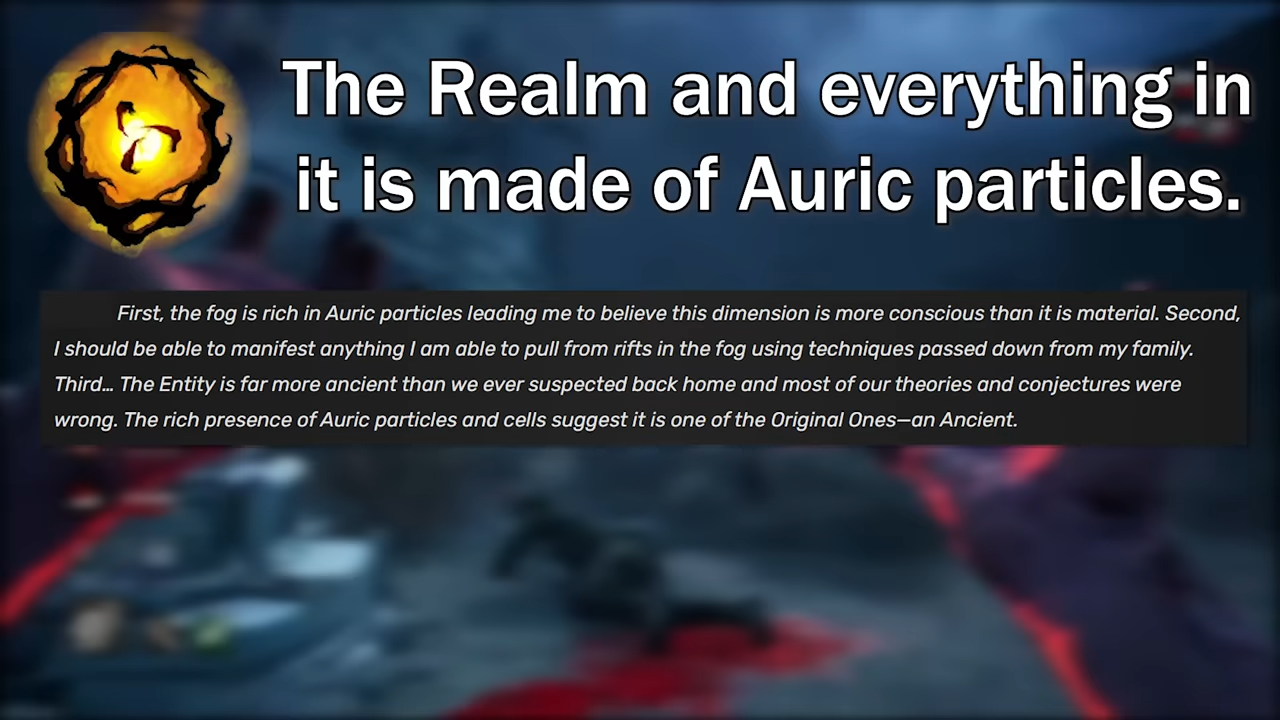 The Realm and everything in
it is made of Auric particles.
First, the fog is rich in Auric particles leading me to believe this dimension is more conscious than it is material. Second,
I should be able to manifest anything I am able to pull from rifts in the fog using techniques passed down from my family.
Third... The Entity is far more ancient than we ever suspected back home and most of our theories and conjectures were
wrong. The rich presence of Auric particles and cells suggest it is one of the Original Ones—an Ancient.